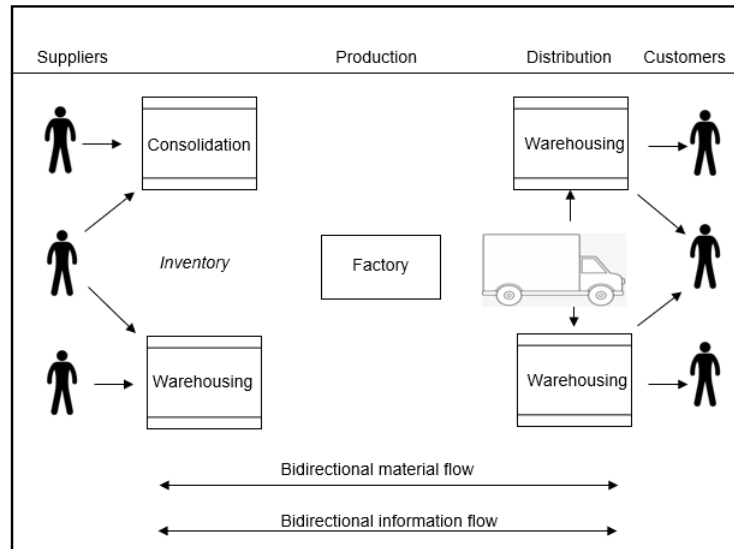 Suppliers
Production
Distribution
Customers
Consolidation
Warehousing
Inventory
Factory
Warehousing
Warehousing
Bidirectional material flow
Bidirectional information flow